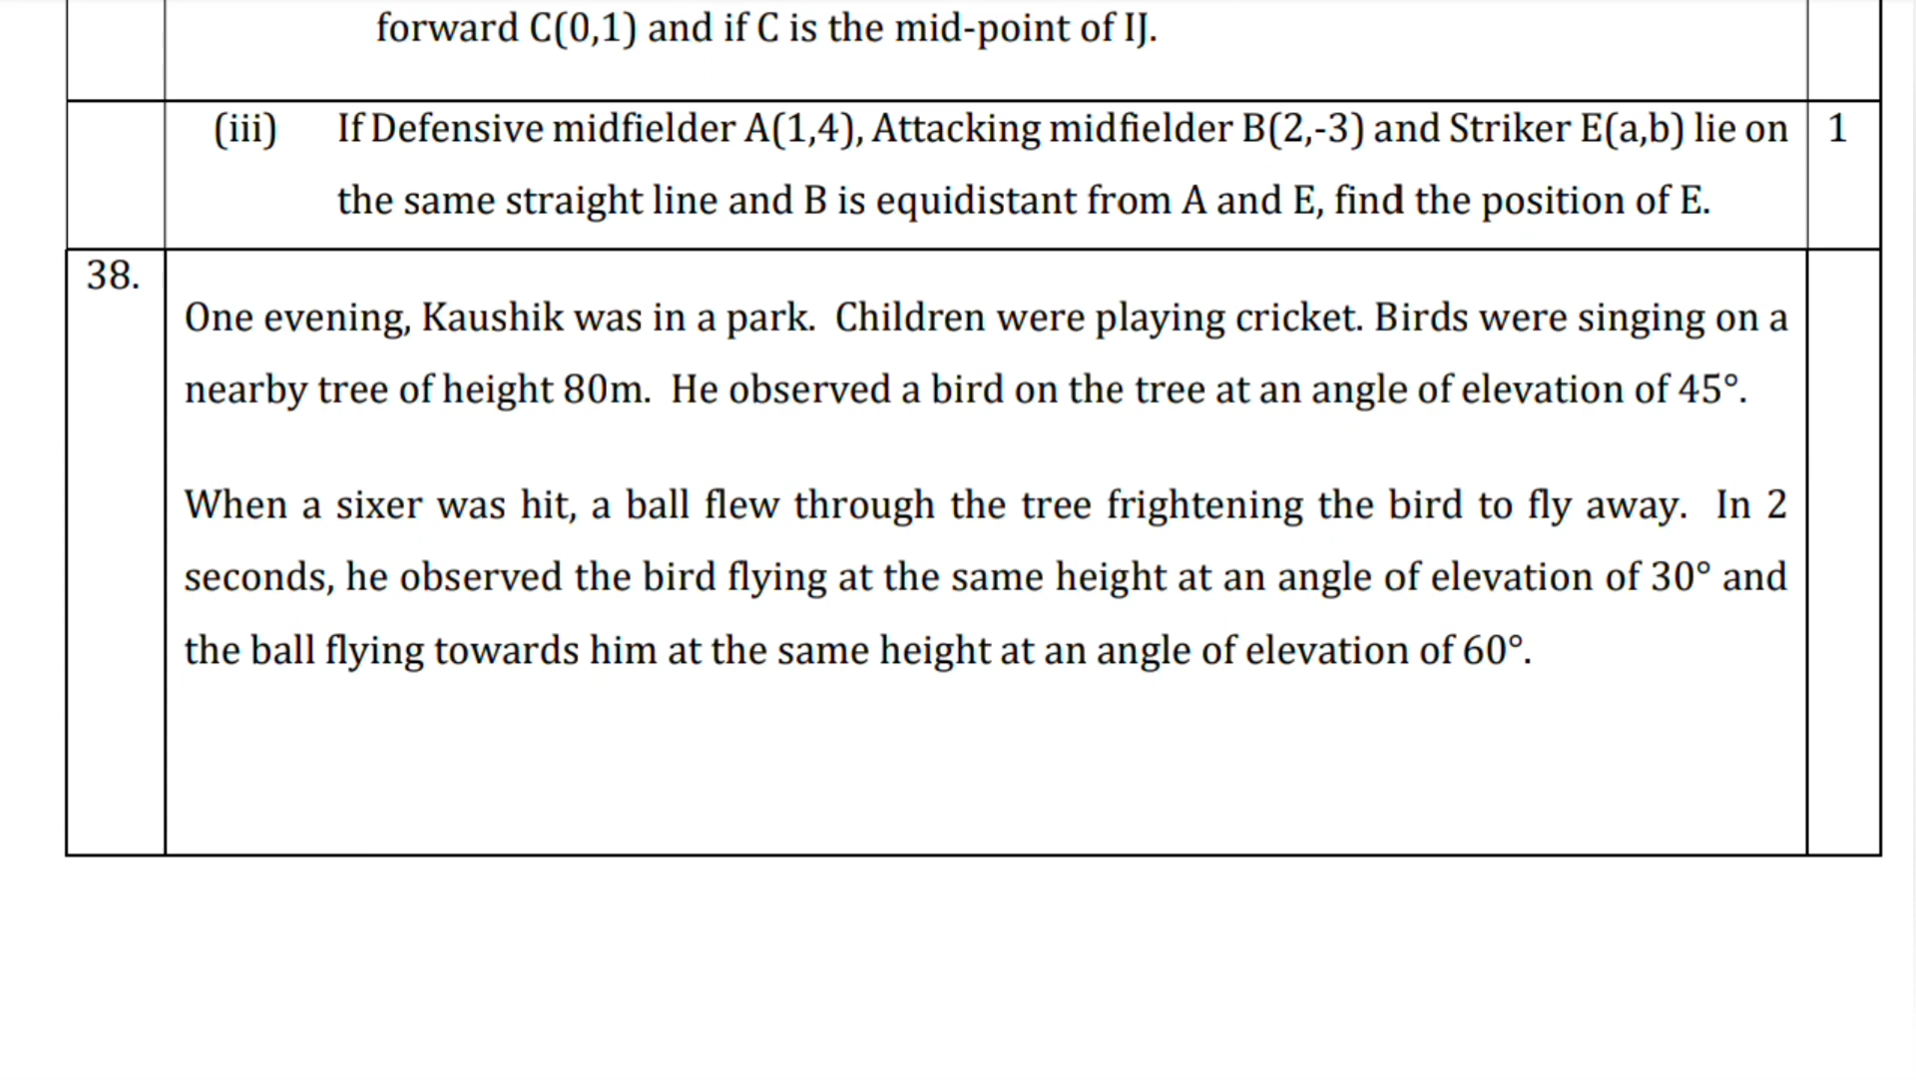 forward C(0,1) and if C is the mid-point of IJ.
(iii) If Defensive midfielder A(1,4), Attacking midfielder B(2,-3) and Striker E(a,b) lie on 1
the same straight line and B is equidistant from A and E, find the position of E.
38.
One evening, Kaushik was in a park. Children were playing cricket. Birds were singing on a
nearby tree of height 80m. He observed a bird on the tree at an angle of elevation of 45°.
When a sixer was hit, a ball flew through the tree frightening the bird to fly away. In 2
seconds, he observed the bird flying at the same height at an angle of elevation of 30° and
the ball flying towards him at the same height at an angle of elevation of 60°.